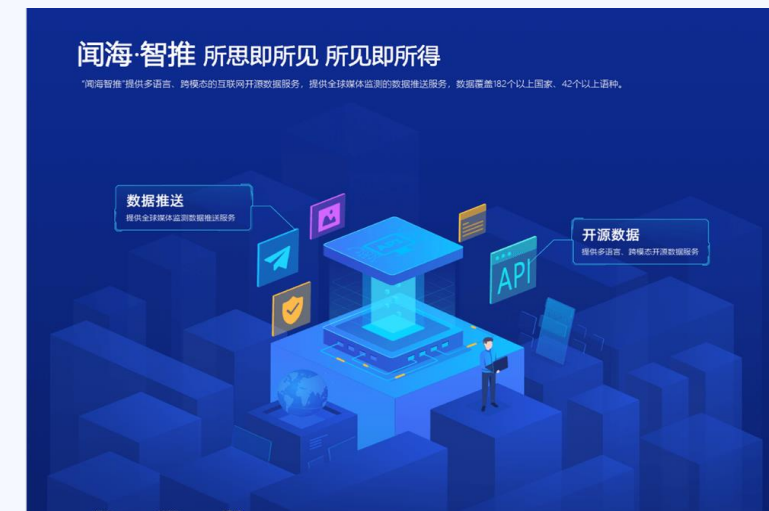 闻海·智推 所思即所见 所见即所得
“闻海智推”提供多语言、跨模态的互联网开源数据服务，提供全球媒体监测的数据推送服务，数据覆盖182个以上国家、42个以上语种。
数据推送
提供全球媒体监测数据推送服务
开源数据
提供多语言、跨模态开源数据服务
API